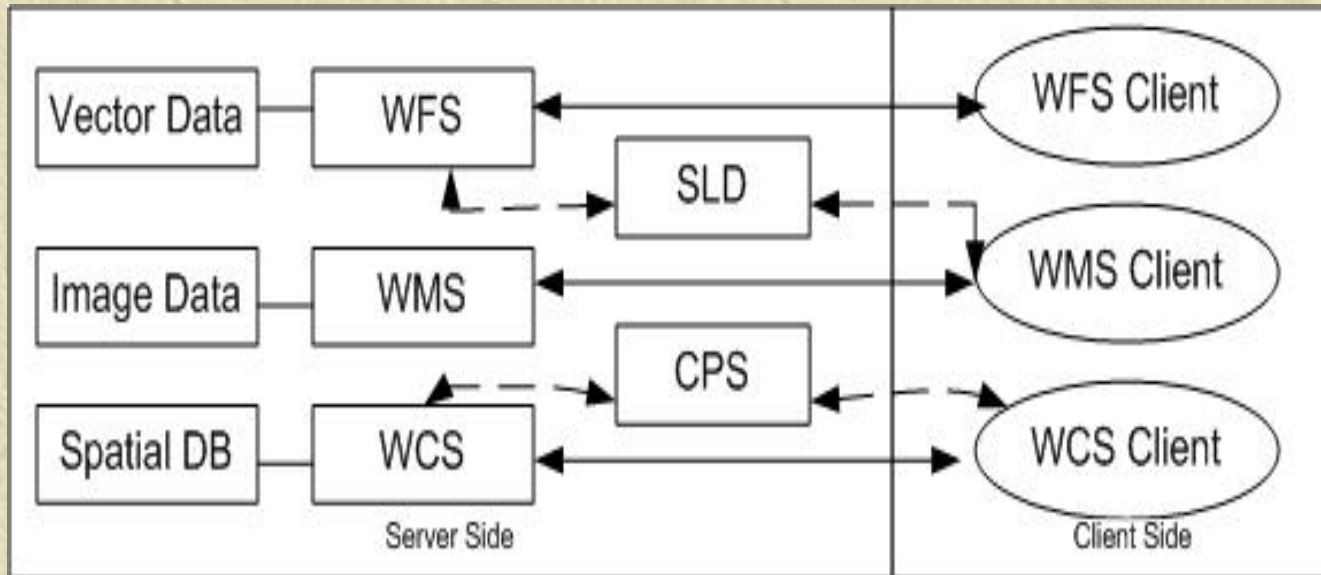 Vector Data
WFS
WFS Client
SLD
Image Data
WMS
WMS Client
CPS
Spatial DB
WCS
WCS Client
Server Side
Client Side